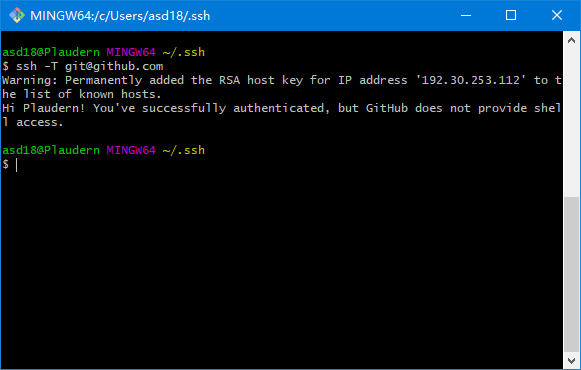 MINGW64:/c/Users/asd18/.ssh
asd18@Plaudern MINGW64 ~/.ssh
$ ssh -T git@github.com
Warning: Permanently added the RSA host key for IP address '192.30.253.112' to t
he list of known hosts.
Hi Plaudern! You've successfully authenticated, but GitHub does not provide shel
l access.
asd18@Plaudern MINGW64 ~/.ssh
$